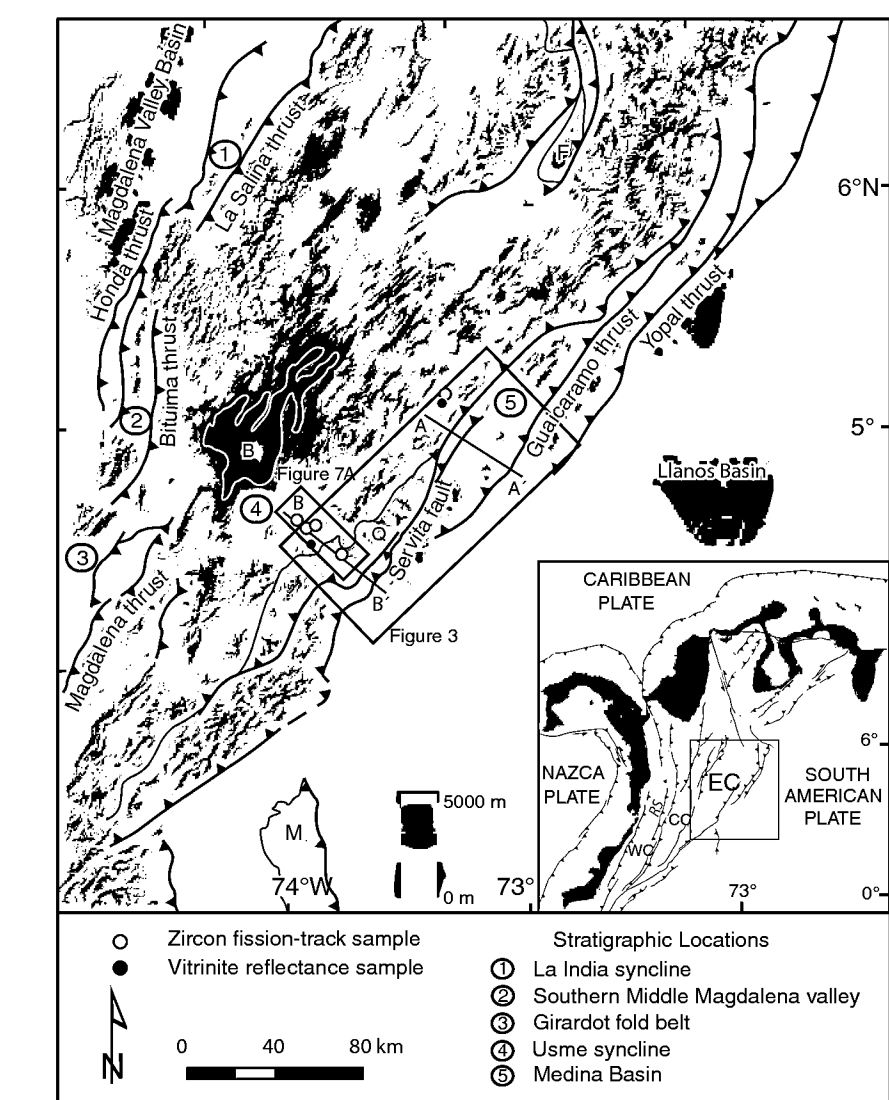 Magdalena Valley Basin
1
La Salina thrust
F
6°N
Honda thrust
Bituima thrust
2
Yopal thrust
Guaicaramo thrust
5
5°
A
B
Llanos Basin
Figure 7A
4
B
A'
Q
Servita fault
3
B'
Magdalena thrust
Figure 3
CARIBBEAN
PLATE
6°
NAZCA
PLATE
EC
SOUTH
AMERICAN
PLATE
RS
CC
WC
5000 m
M
74°W
73°
0 m
73°
0°
Zircon fission-track sample
Vitrinite reflectance sample
N
0 40 80 km
Stratigraphic Locations
1 La India syncline
2 Southern Middle Magdalena valley
3 Girardot fold belt
4 Usme syncline
5 Medina Basin